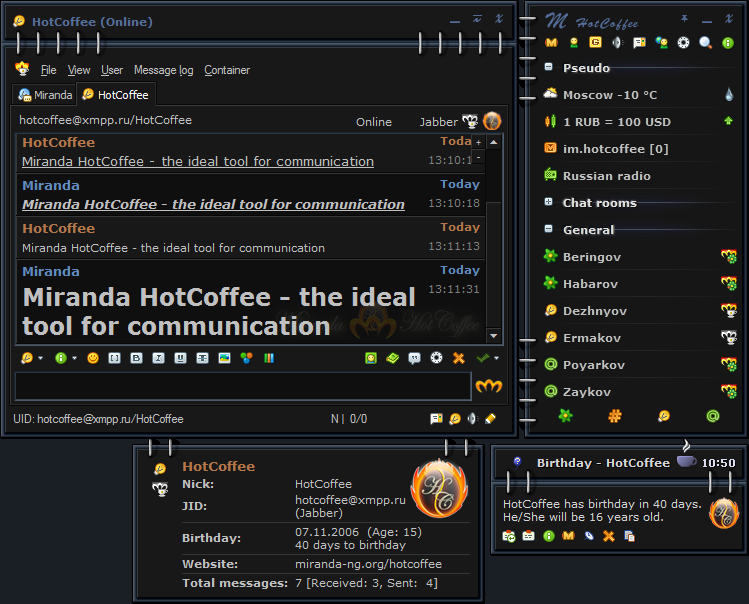 HotCoffee (Online)
File View User Message log Container
Miranda HotCoffee
hotcoffee@xmpp.ru/HotCoffee Online Jabber
HotCoffee Toda
Miranda HotCoffee - the ideal tool for communication 13:10:1
Miranda Today
Miranda HotCoffee - the ideal tool for communication 13:10:18
HotCoffee Today
Miranda HotCoffee - the ideal tool for communication 13:11:13
Miranda Today
Miranda HotCoffee - the ideal tool for communication 13:11:31
Miranda HotCoffee
UID: hotcoffee@xmpp.ru/HotCoffee N | 0/0
M HotCoffee
Pseudo
Moscow -10 °C
1 RUB = 100 USD
im.hotcoffee [0]
Russian radio
Chat rooms
General
Beringov
Habarov
Dezhnyov
Ermakov
Poyarkov
Zaykov
HotCoffee
Nick: HotCoffee
JID: hotcoffee@xmpp.ru
(Jabber)
Birthday: 07.11.2006 (Age: 15)
40 days to birthday
Website: miranda-ng.org/hotcoffee
Total messages: 7 [Received: 3, Sent: 4]
HC
Birthday - HotCoffee 10:50
HotCoffee has birthday in 40 days.
He/She will be 16 years old.